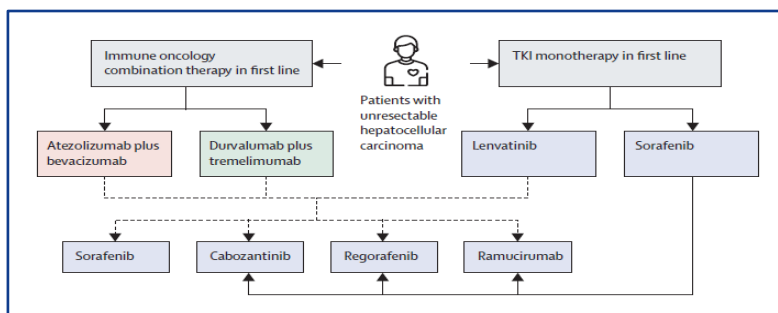 Immune oncology
combination therapy in first line
TKI monotherapy in first line
Patients with
unresectable
hepatocellular
carcinoma
Atezolizumab plus
bevacizumab
Durvalumab plus
tremelimumab
Lenvatinib
Sorafenib
Sorafenib
Cabozantinib
Regorafenib
Ramucirumab